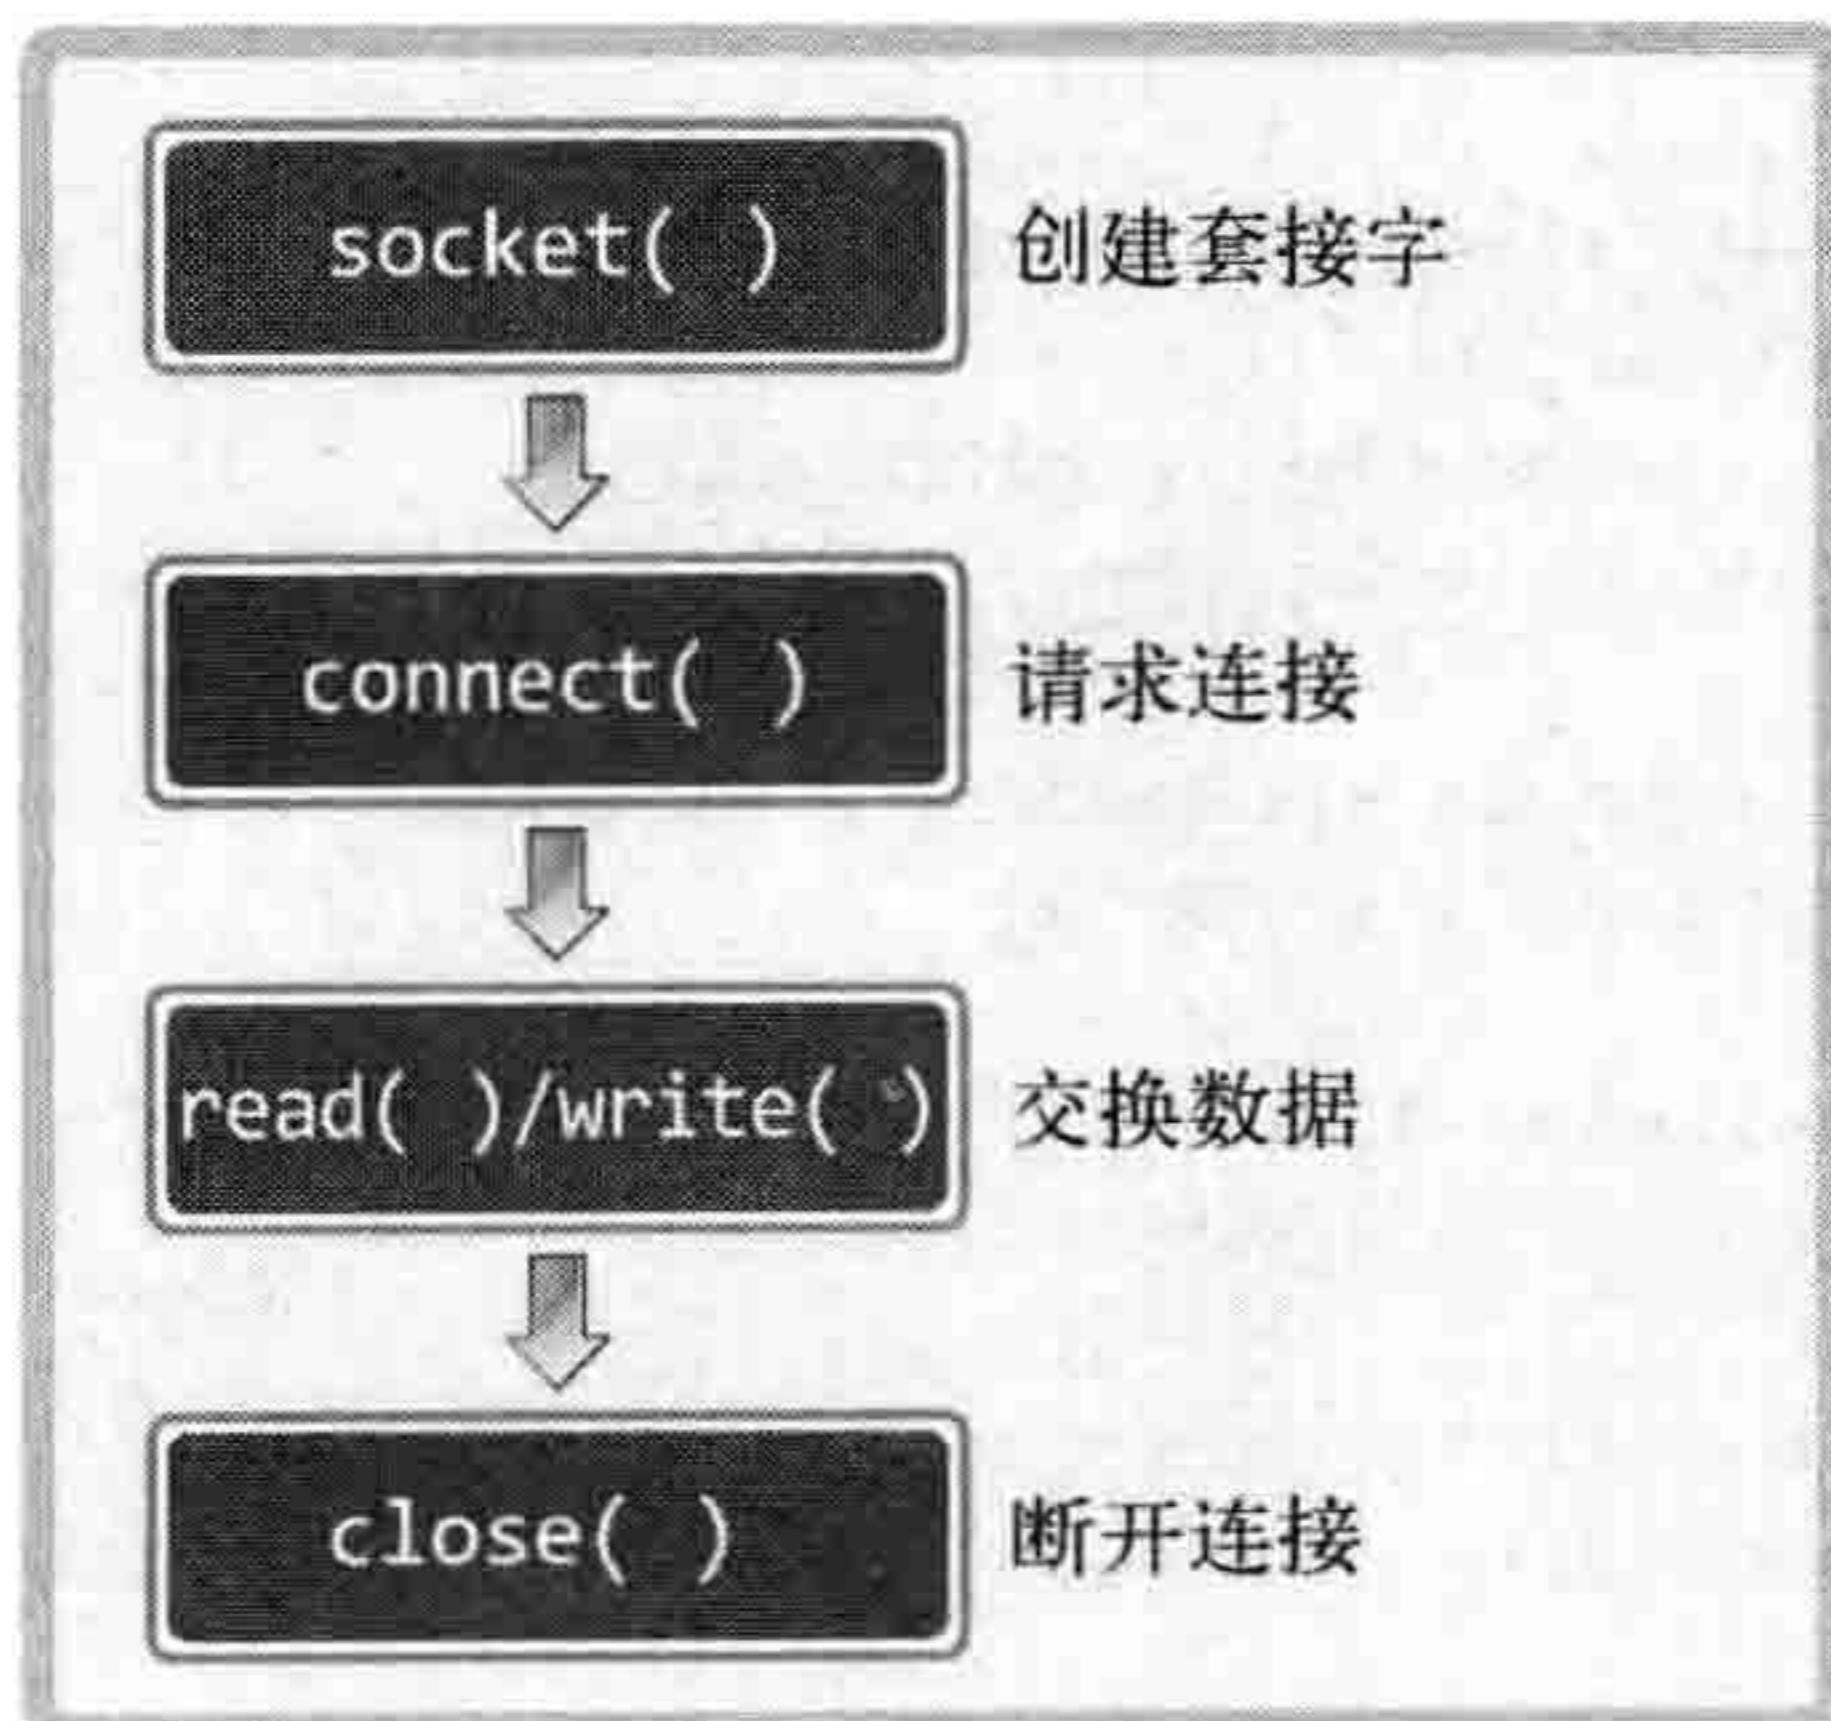 socket( ) 创建套接字
connect( ) 请求连接
read( )/write( ) 交换数据
close( ) 断开连接